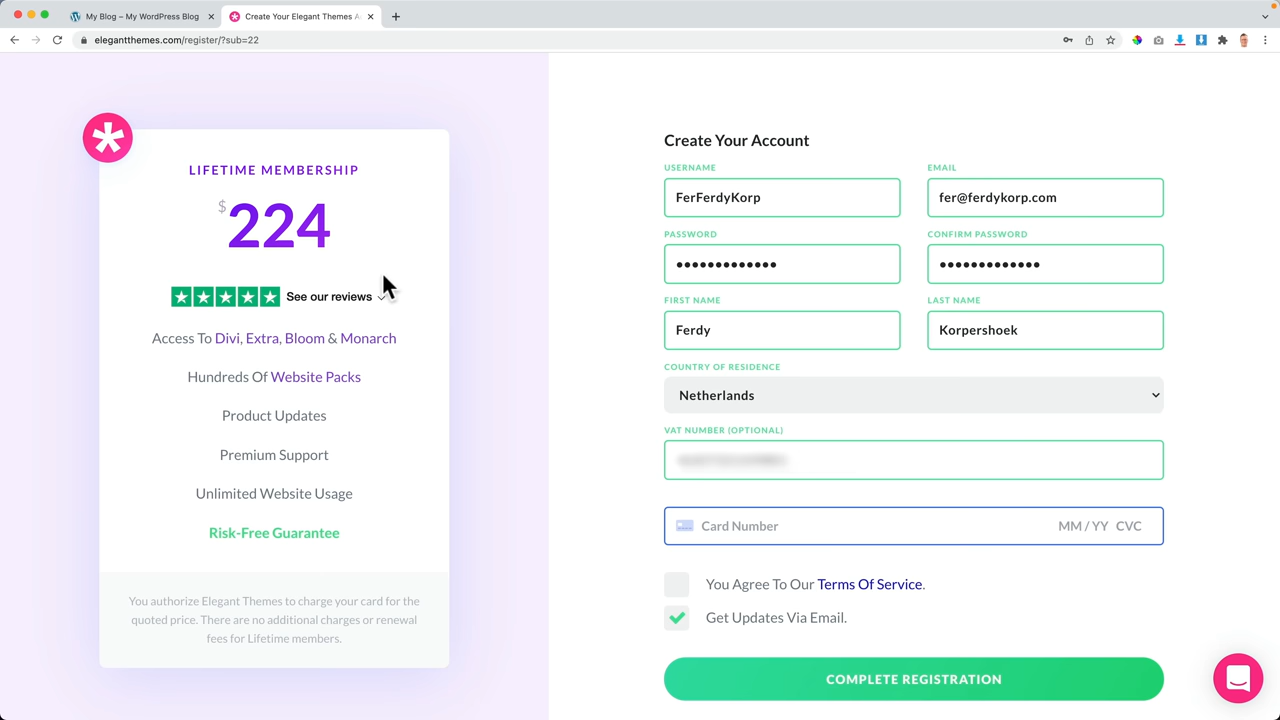 My Blog – My WordPress Blog
Create Your Elegant Themes A
elegantthemes.com/register/?sub=22
LIFETIME MEMBERSHIP
$224
See our reviews
Access To Divi, Extra, Bloom & Monarch
Hundreds Of Website Packs
Product Updates
Premium Support
Unlimited Website Usage
Risk-Free Guarantee
You authorize Elegant Themes to charge your card for the
quoted price. There are no additional charges or renewal
fees for Lifetime members.
Create Your Account
USERNAME EMAIL
FerFerdyKorp fer@ferdykorp.com
PASSWORD CONFIRM PASSWORD
••••••••••••• •••••••••••••
FIRST NAME LAST NAME
Ferdy Korpershoek
COUNTRY OF RESIDENCE
Netherlands
VAT NUMBER (OPTIONAL)
Card Number MM / YY CVC
You Agree To Our Terms Of Service.
Get Updates Via Email.
COMPLETE REGISTRATION